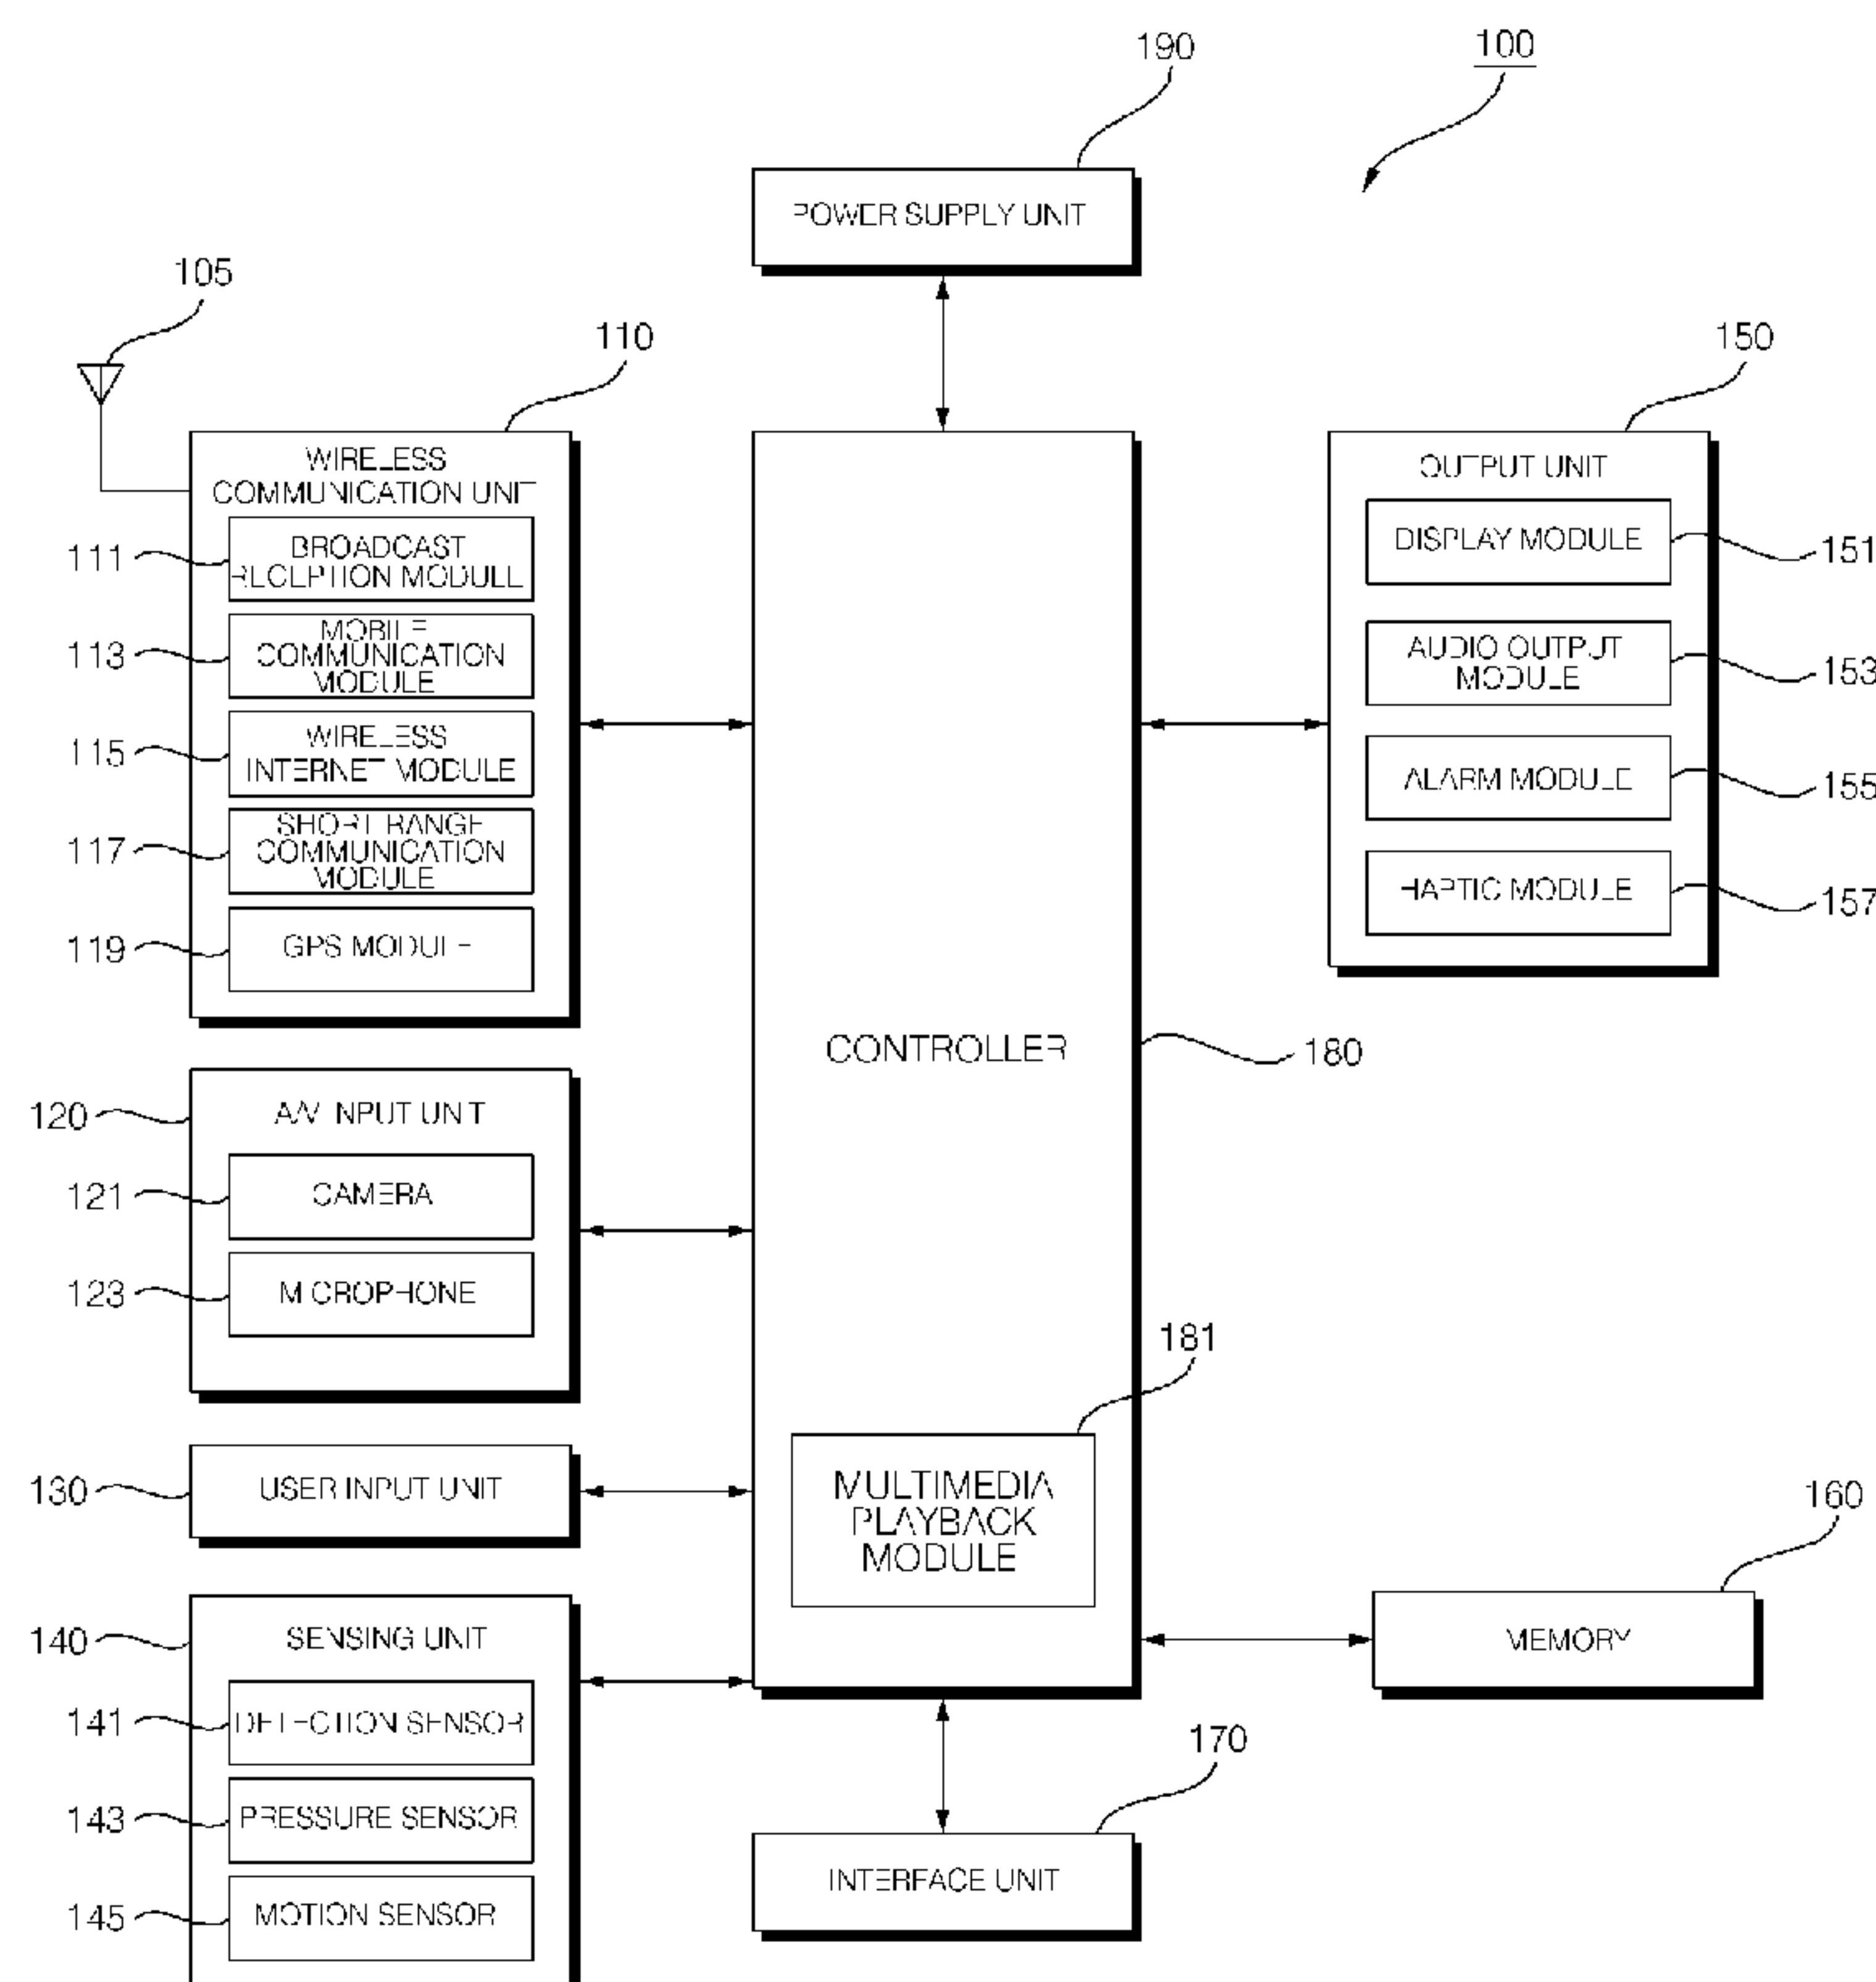 190
100
POWER SUPPLY UNIT
105
110
150
WIRELESS
COMMUNICATION UNIT
111
BROADCAST
RECEPTION MODULE
113
MOBILE
COMMUNICATION
MODULE
115
WIRELESS
INTERNET MODULE
117
SHORT RANGE
COMMUNICATION
MODULE
119
GPS MODULE
OUTPUT UNIT
DISPLAY MODULE
151
AUDIO OUTPUT
MODULE
153
ALARM MODULE
155
HAPTIC MODULE
157
CONTROLLER
180
120
A/V INPUT UNIT
121
CAMERA
123
MICROPHONE
181
MULTIMEDIA
PLAYBACK
MODULE
130
USER INPUT UNIT
160
MEMORY
140
SENSING UNIT
141
DETECTION SENSOR
143
PRESSURE SENSOR
145
MOTION SENSOR
170
INTERFACE UNIT